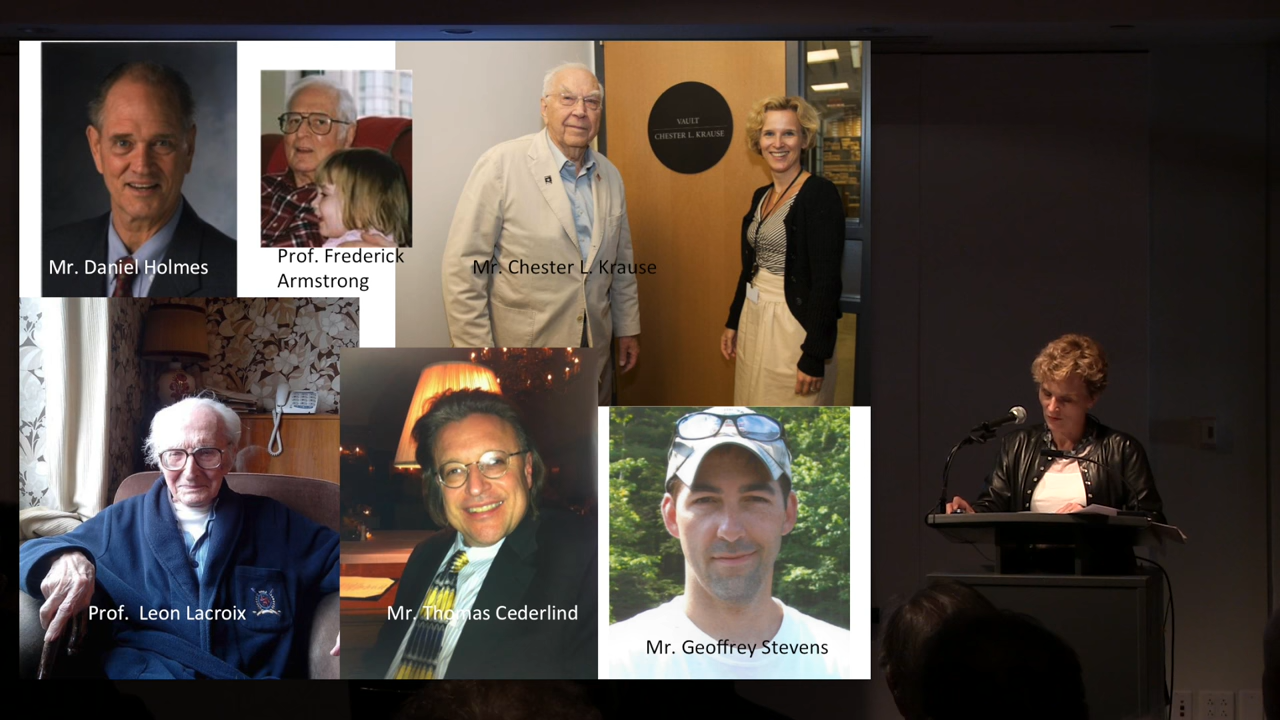 VAULT
CHESTER L. KRAUSE
Mr. Daniel Holmes
Prof. Frederick
Armstrong
Mr. Chester L. Krause
Prof.  Leon Lacroix
Mr. Thomas Cederlind
Mr. Geoffrey Stevens